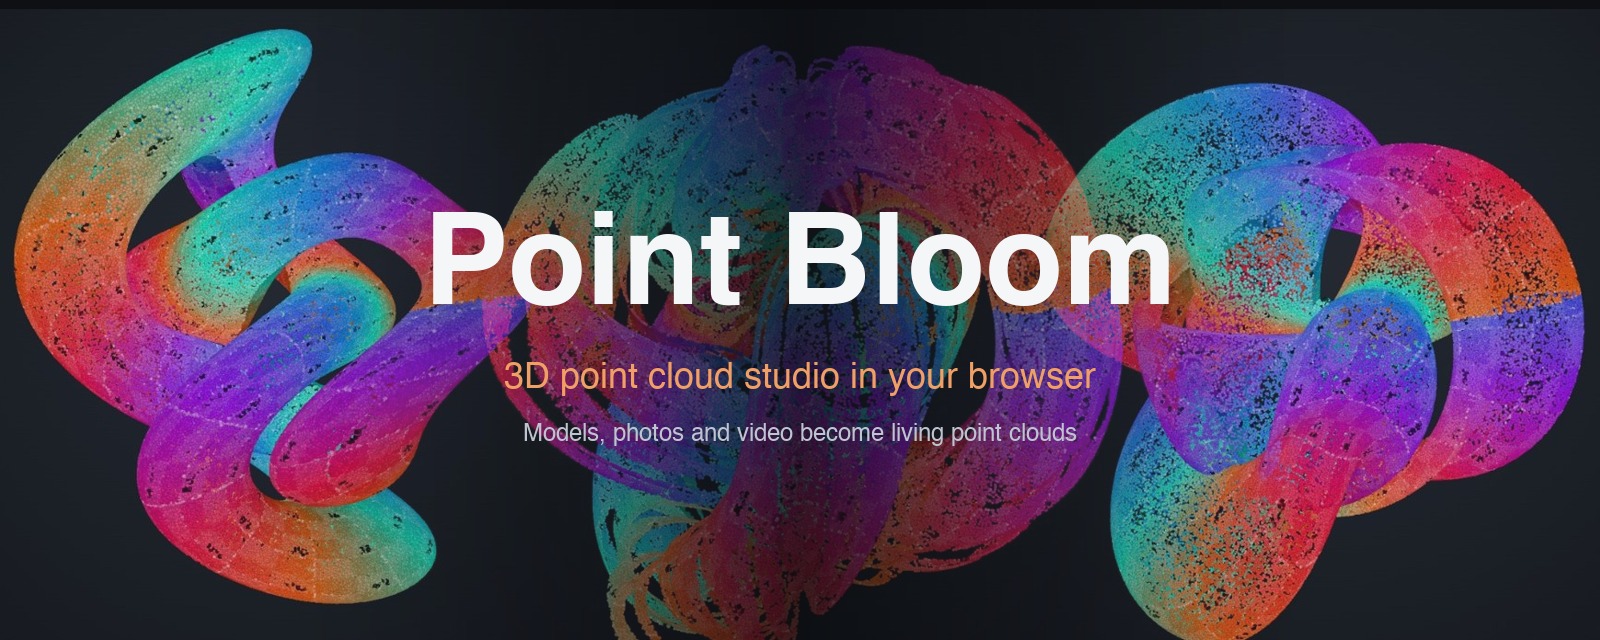 Point Bloom
3D point cloud studio in your browser
Models, photos and video become living point clouds